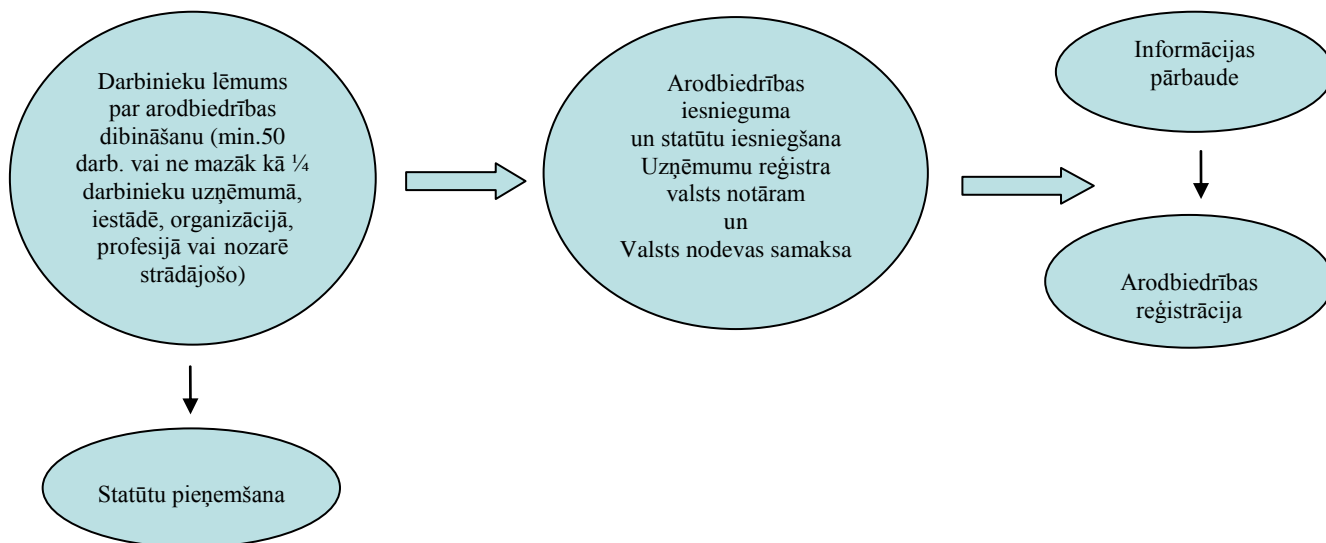 Darbinieku lēmums
par arodbiedrības
dibināšanu (min.50
darb. vai ne mazāk kā ¼
darbinieku uzņēmumā,
iestādē, organizācijā,
profesijā vai nozarē
strādājošo)
Statūtu pieņemšana
Arodbiedrības
iesnieguma
un statūtu iesniegšana
Uzņēmumu reģistra
valsts notāram
un
Valsts nodevas samaksa
Informācijas
pārbaude
Arodbiedrības
reģistrācija